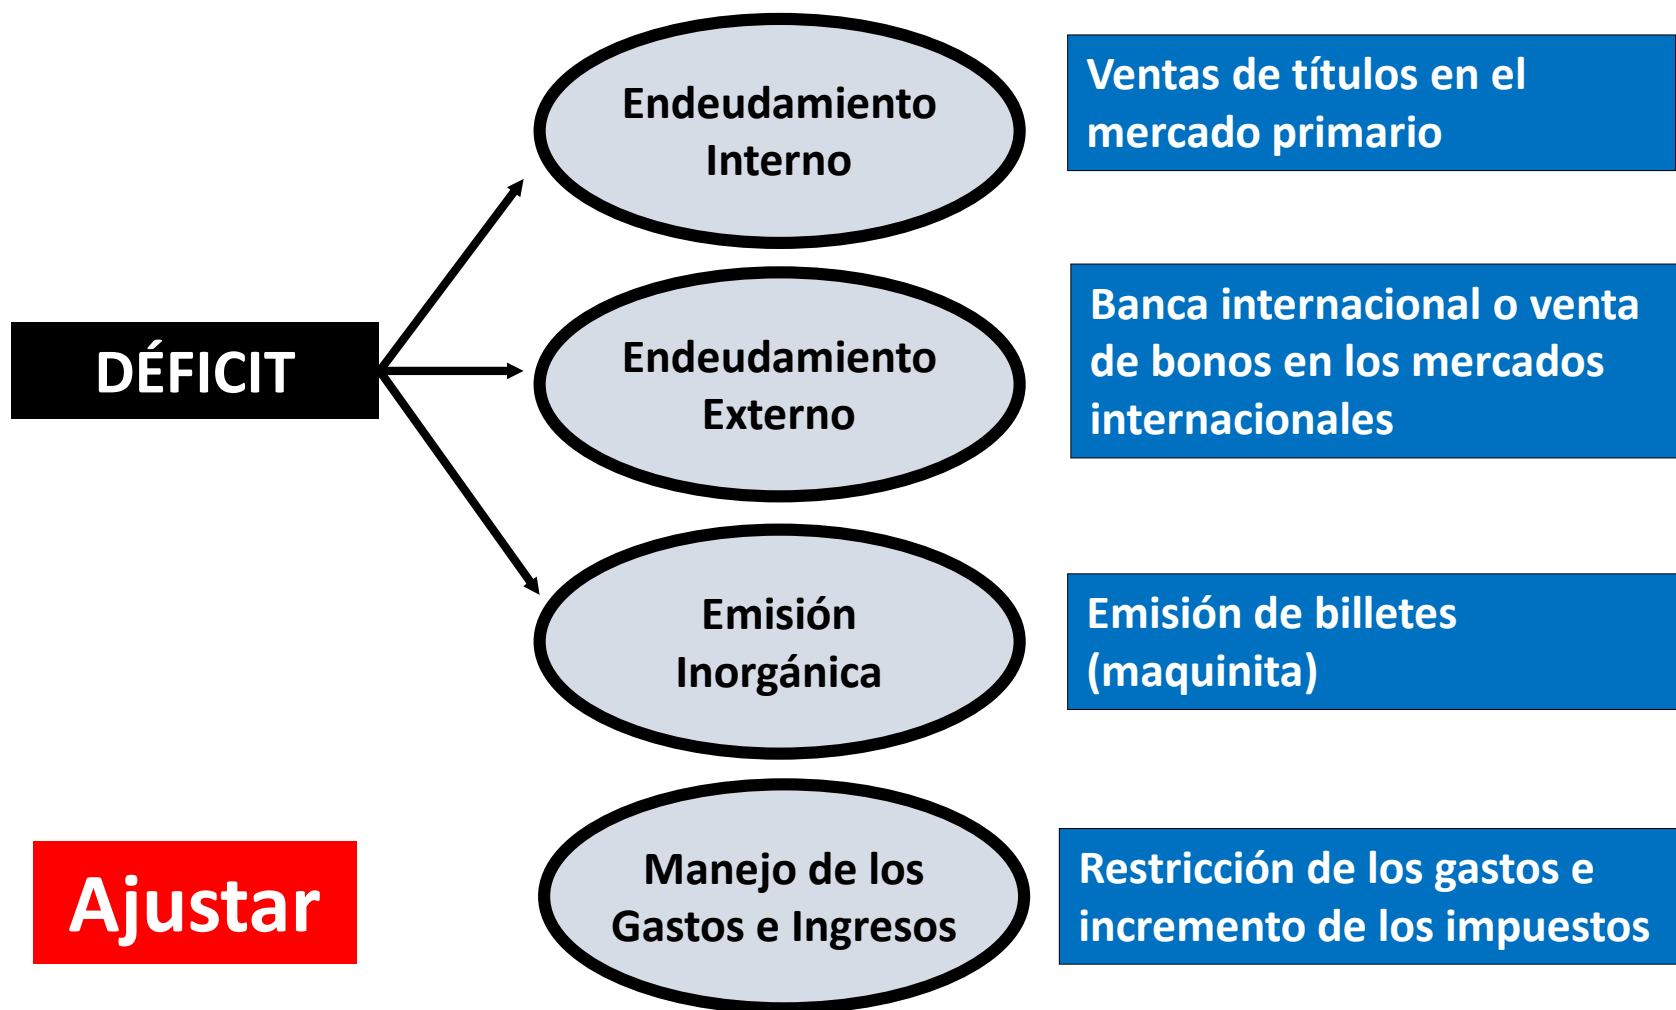 Endeudamiento
Interno
Ventas de títulos en el
mercado primario
DÉFICIT
Endeudamiento
Externo
Banca internacional o venta
de bonos en los mercados
internacionales
Emisión
Inorgánica
Emisión de billetes
(maquinita)
Ajustar
Manejo de los
Gastos e Ingresos
Restricción de los gastos e
incremento de los impuestos